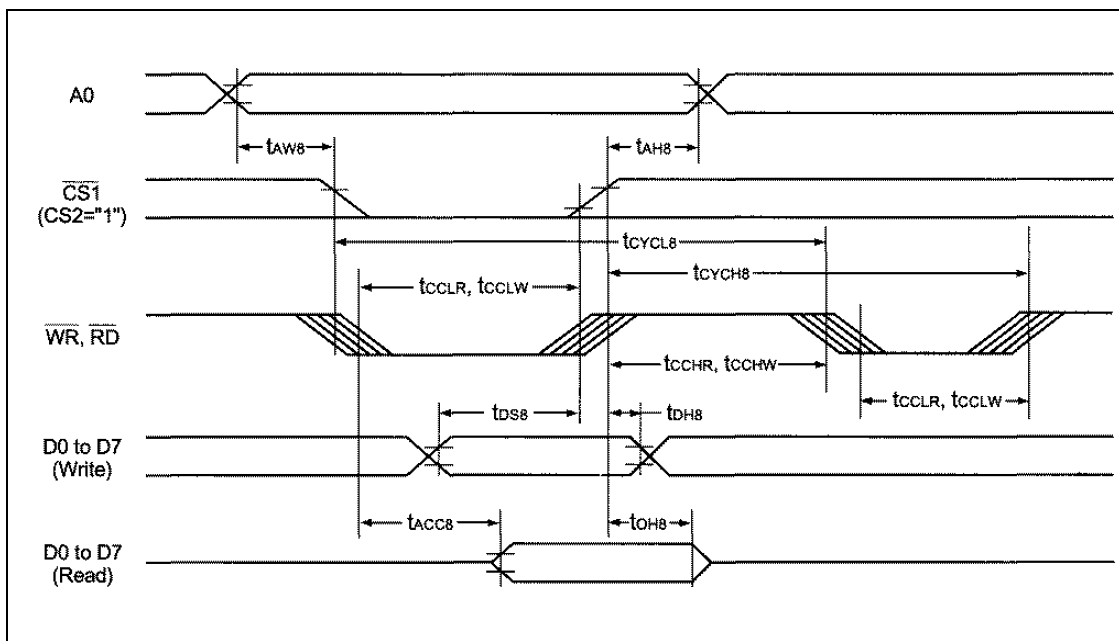 A0
tAW8
tAH8
CS1
(CS2="1")
tCYCL8
tCYCH8
tCCLR, tCCLW
WR, RD
tCCHR, tCCHW
tCCLR, tCCLW
tDS8
tDH8
D0 to D7
(Write)
tACC8
tOH8
D0 to D7
(Read)